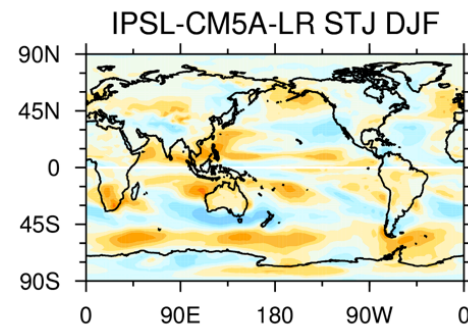 IPSL-CM5A-LR STJ DJF
90N
45N
0
45S
90S
0 90E 180 90W 0